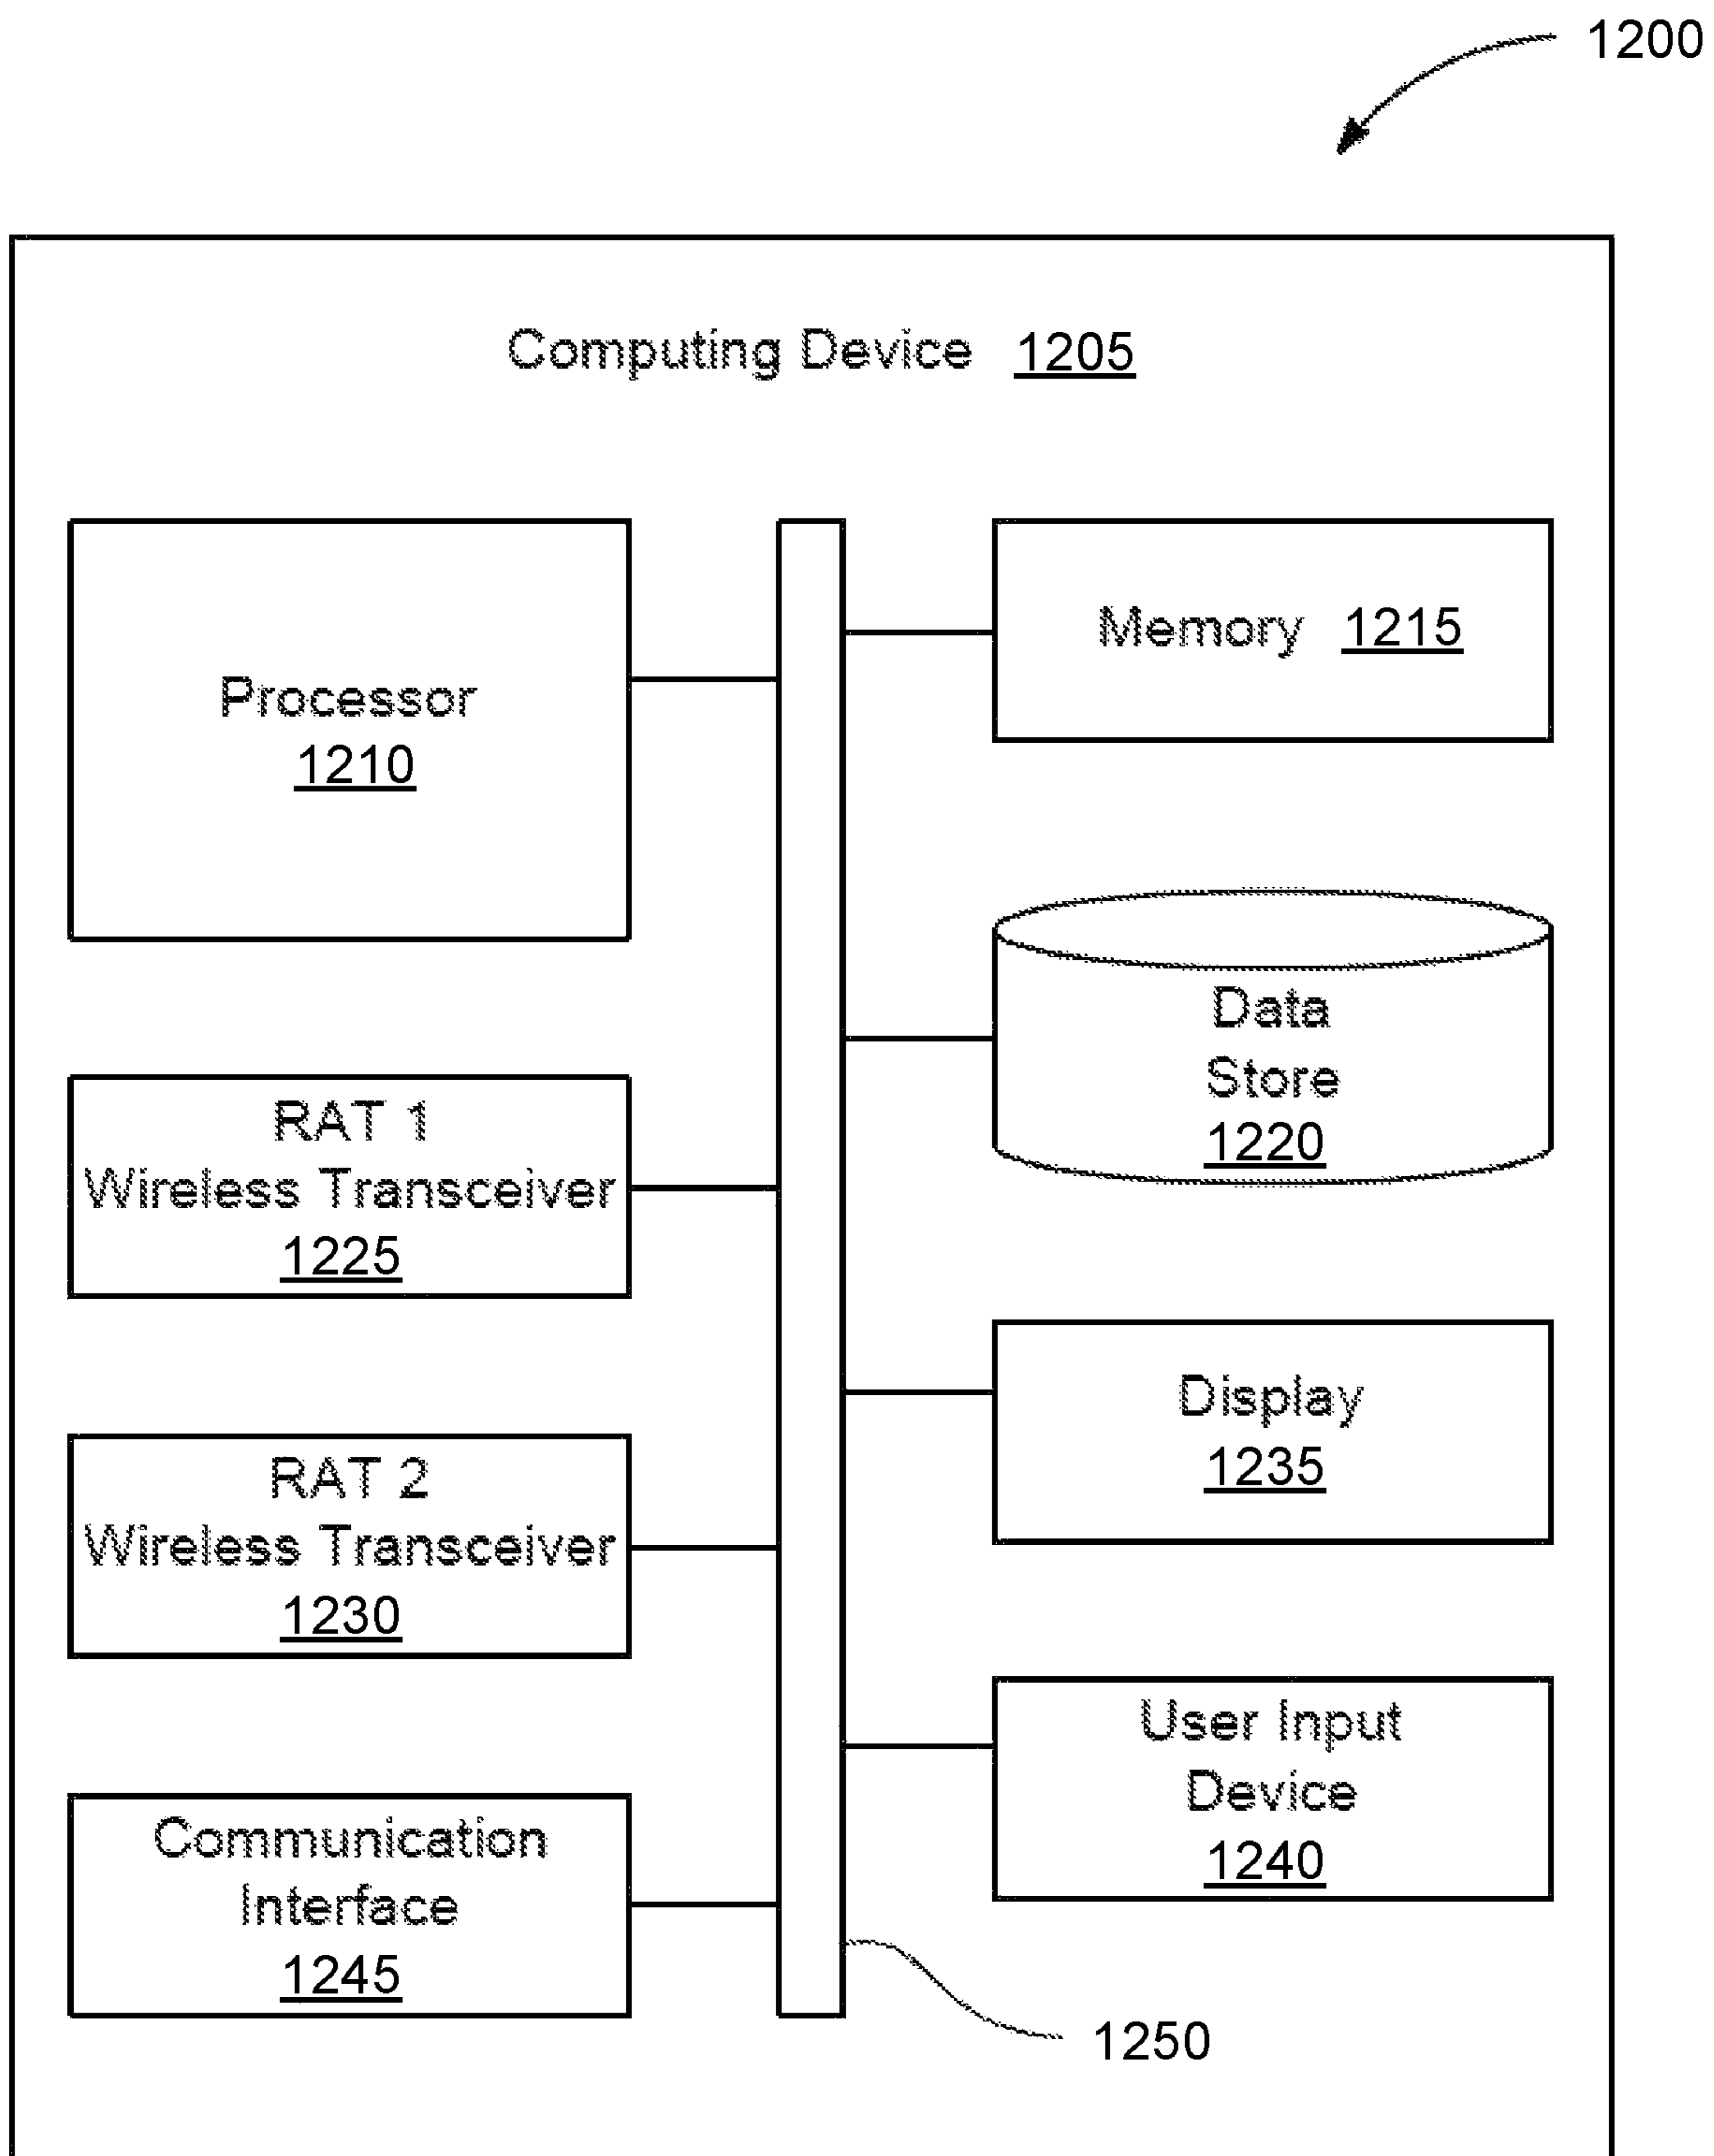 1200
Computing Device 1205
Processor
1210
Memory 1215
Data
Store
1220
RAT 1
Wireless Transceiver
1225
Display
1235
RAT 2
Wireless Transceiver
1230
User Input
Device
1240
Communication
Interface
1245
1250